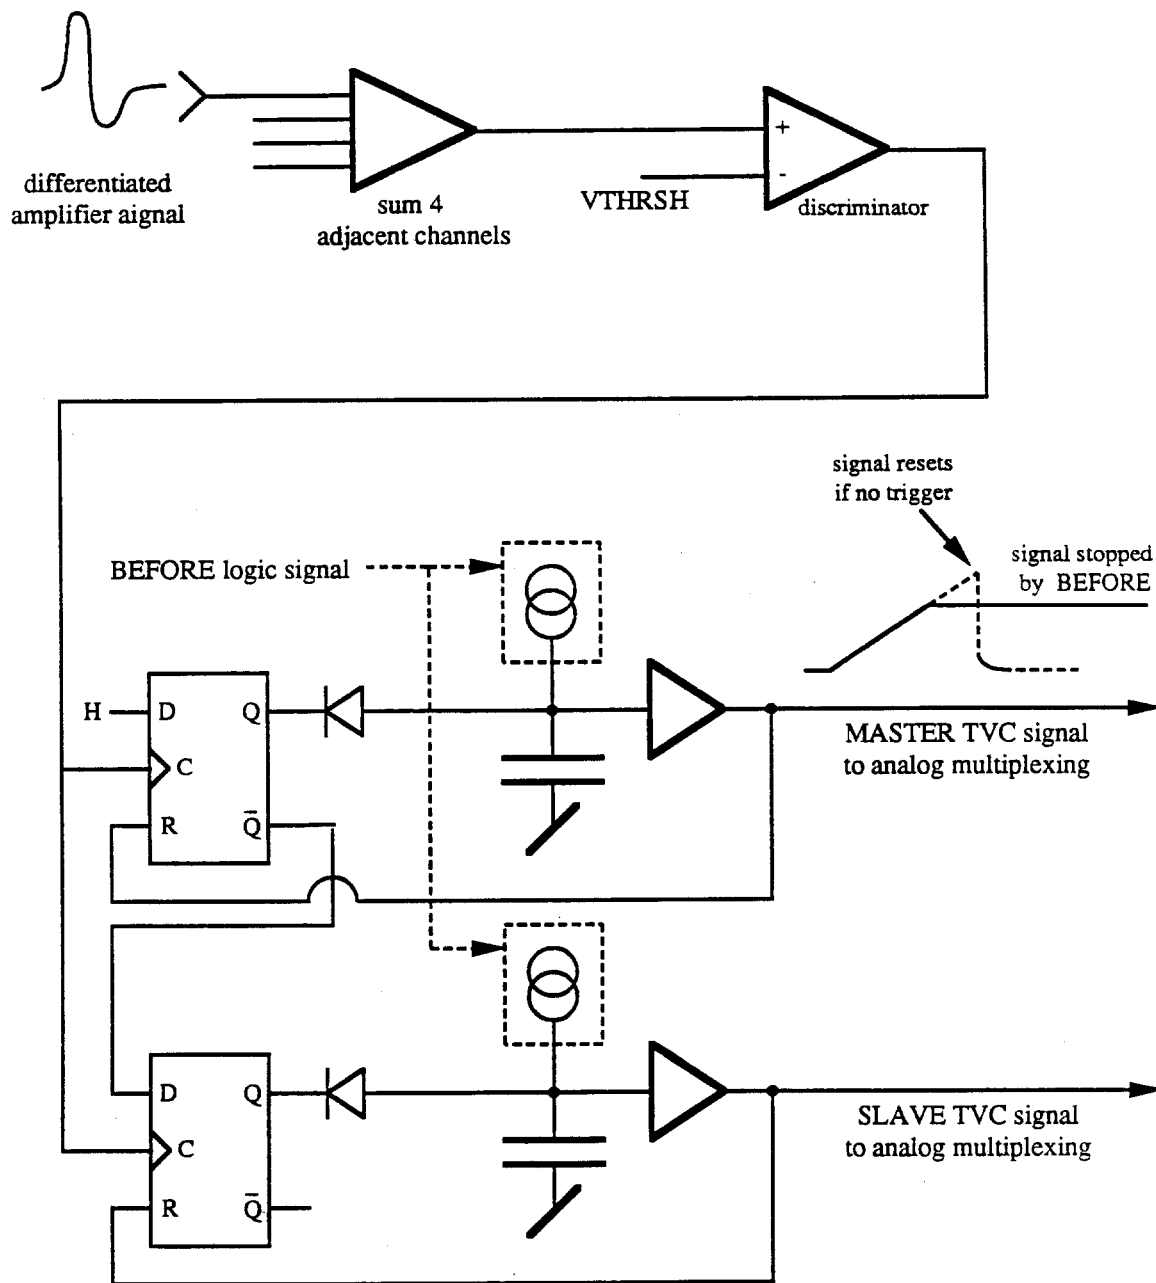 differentiated
amplifier aignal
sum 4
adjacent channels
VTHRSH
+
-
discriminator
signal resets
if no trigger
signal stopped
by BEFORE
BEFORE logic signal
H
D
Q
C
R
Q̅
MASTER TVC signal
to analog multiplexing
D
Q
C
R
Q̅
SLAVE TVC signal
to analog multiplexing